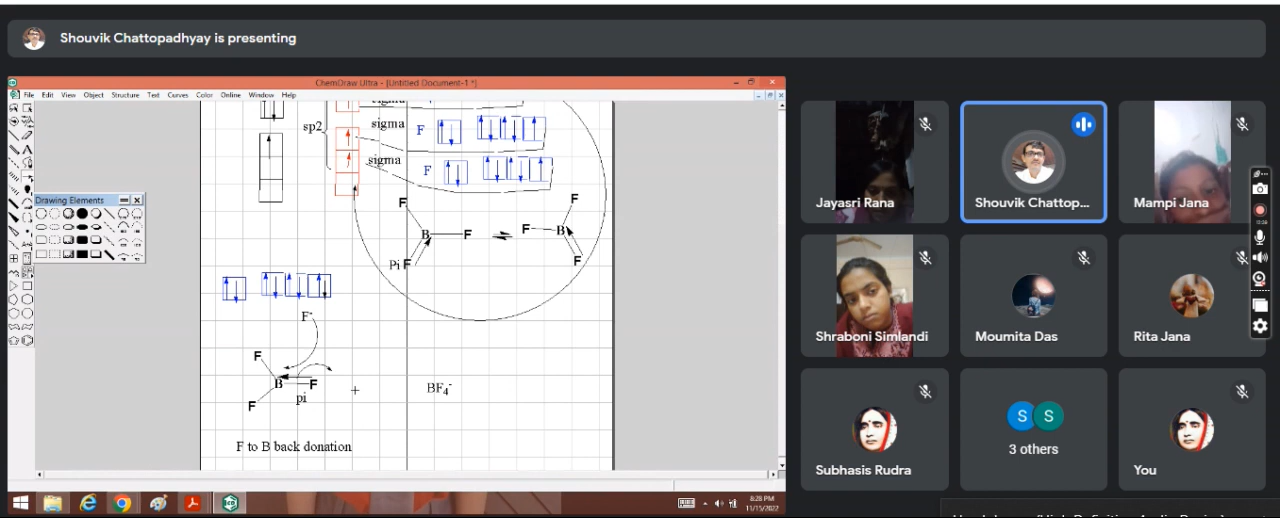 Shouvik Chattopadhyay is presenting
ChemDraw Ultra - [Untitled Document-1 *]
File Edit View Object Structure Text Curves Color Online Window Help
Drawing Elements
sp2
sigma
F
sigma
F
F
B
F
Pi F
F
F
B
F
F-
F
B
F
pi
F
+
BF4-
F to B back donation
8:28 PM
11/15/2022
Jayasri Rana
Shouvik Chattop...
Mampi Jana
Shraboni Simlandi
Moumita Das
Rita Jana
Subhasis Rudra
S S
3 others
You